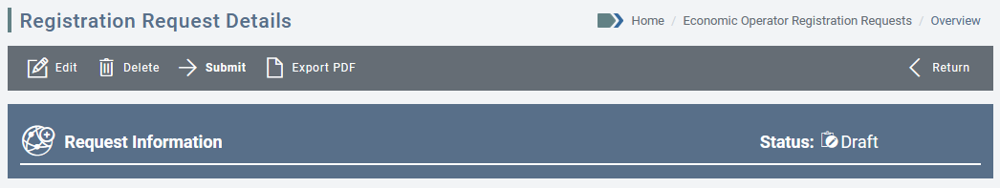 Registration Request Details Home / Economic Operator Registration Requests / Overview
Edit Delete Submit Export PDF Return
Request Information Status: Draft